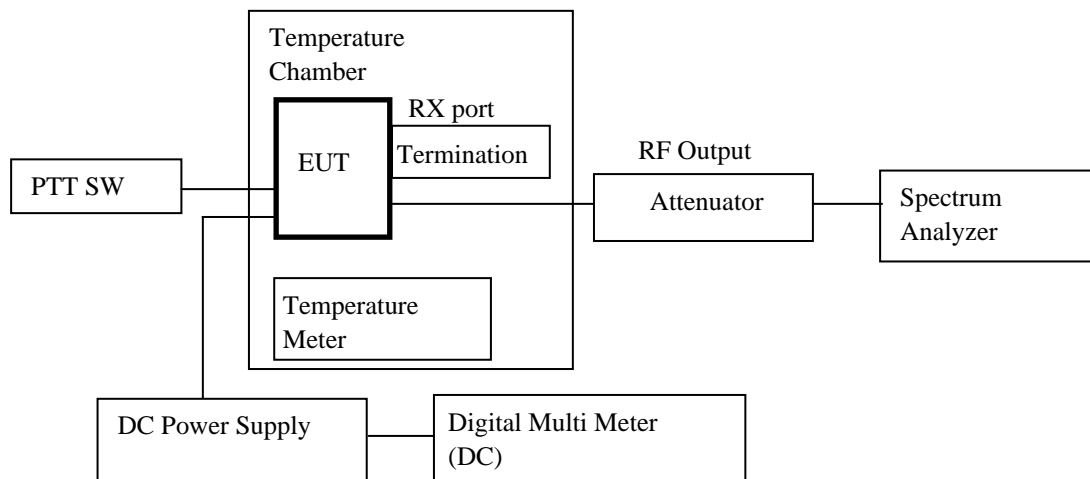 Temperature
Chamber
RX port
EUT
Termination
PTT SW
RF Output
Attenuator
Spectrum
Analyzer
Temperature
Meter
DC Power Supply
Digital Multi Meter
(DC)